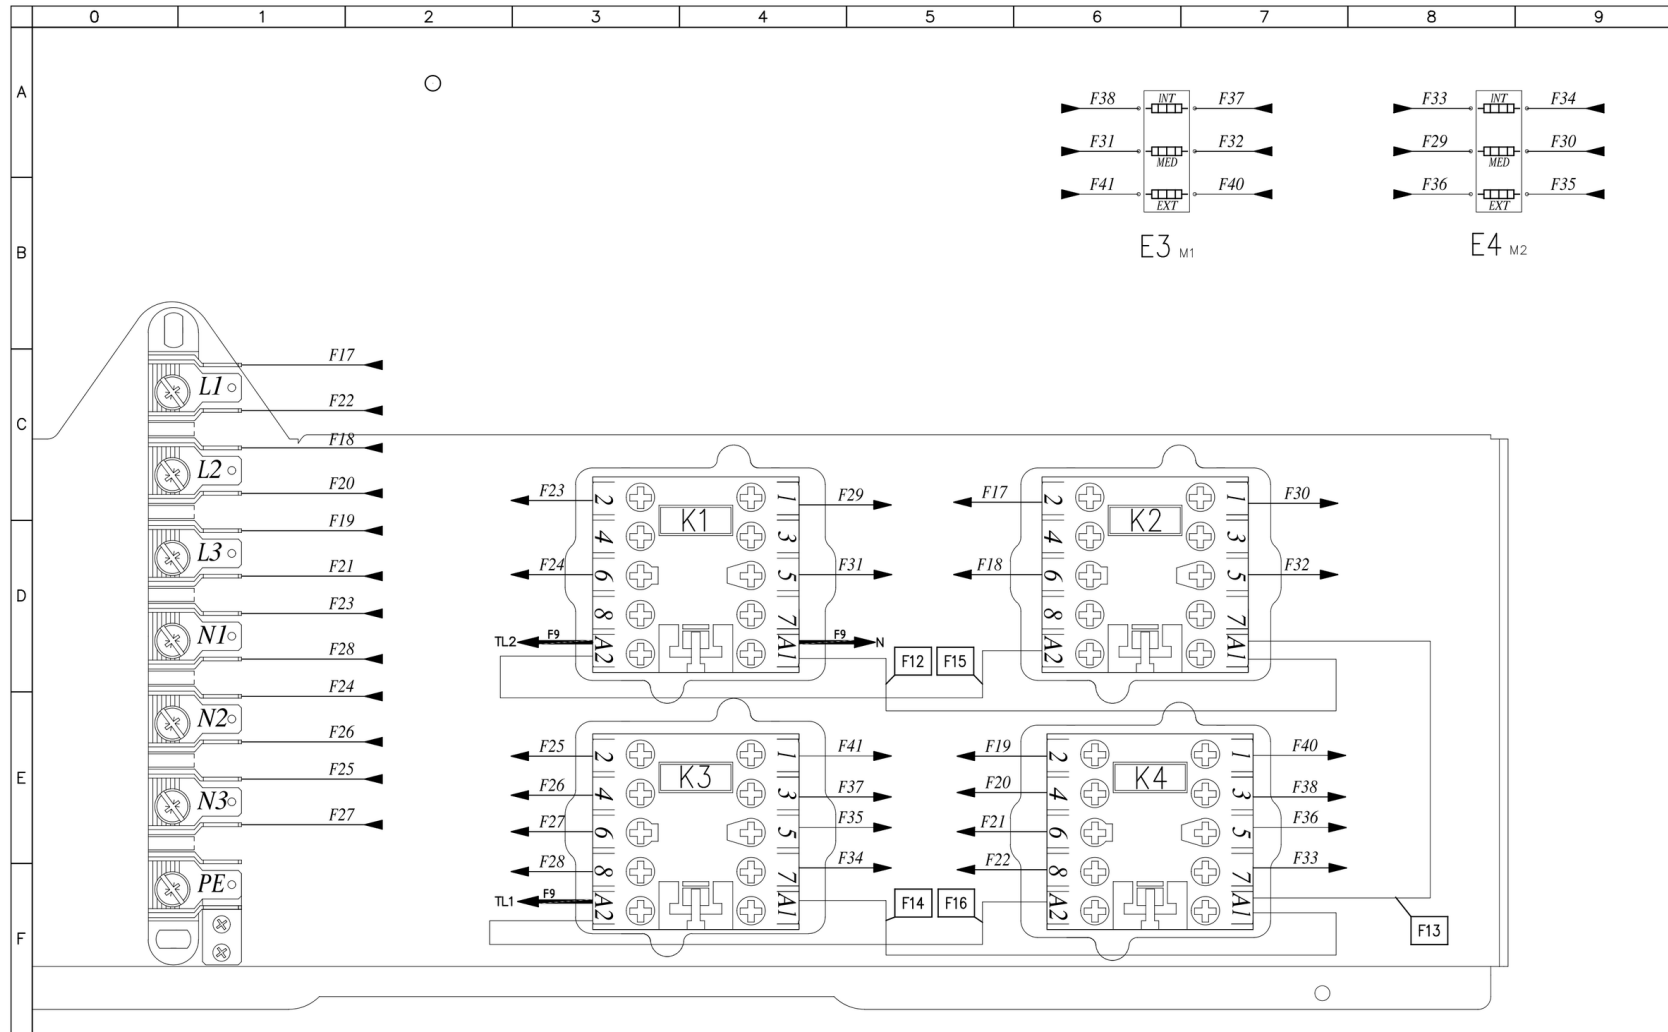 0 1 2 3 4 5 6 7 8 9
A
F38 INT F37 F33 INT F34
F31 MED F32 F29 MED F30
F41 EXT F40 F36 EXT F35
B
E3 M1 E4 M2
F17
L1
F22
C
F18
L2
F20
F19
L3
F21
D
F23
N1
F28
F24
N2
F26
E
F25
N3
F27
PE
F
F23 2 1 F29
K1
4 3
F24 6 5 F31
8 7
TL2 F9 A2 A1 F9 N
F17 2 1 F30
K2
4 3
F18 6 5 F32
8 7
A2 A1
F12 F15
F25 2 1 F41
K3
F26 4 3 F37
F27 6 5 F35
F28 8 7 F34
TL1 F9 A2 A1
F19 2 1 F40
K4
F20 4 3 F38
F21 6 5 F36
F22 8 7 F33
A2 A1
F14 F16
F13